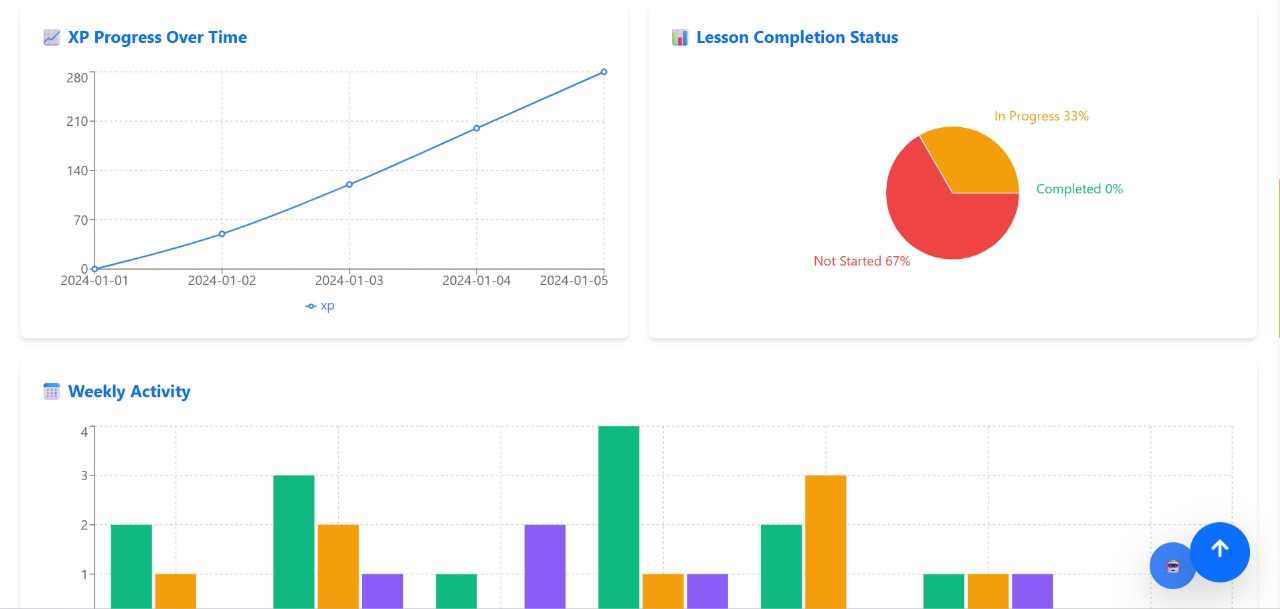 XP Progress Over Time
280
210
140
70
0
2024-01-01 2024-01-02 2024-01-03 2024-01-04 2024-01-05
xp
Lesson Completion Status
In Progress 33%
Completed 0%
Not Started 67%
Weekly Activity
4
3
2
1